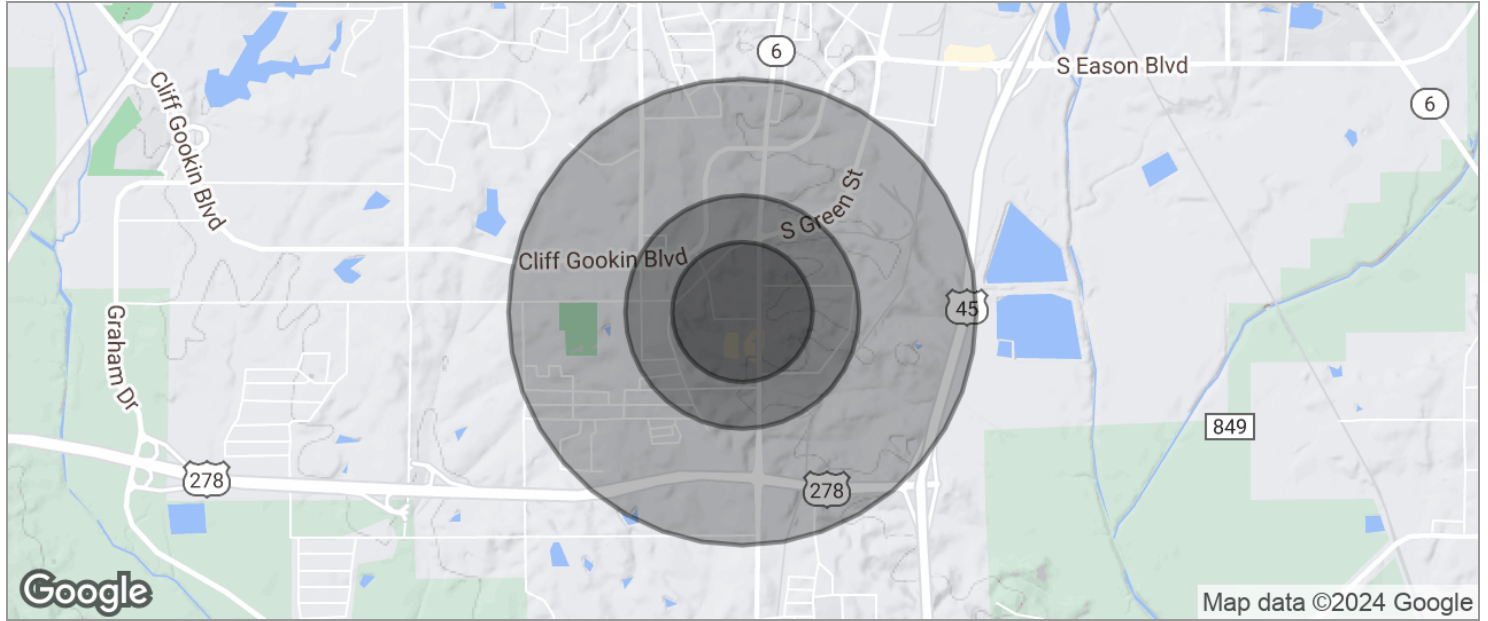 6
S Eason Blvd
6
Cliff Gookin Blvd
S Green St
Cliff Gookin Blvd
45
Graham Dr
849
278
278
Google
Map data ©2024 Google